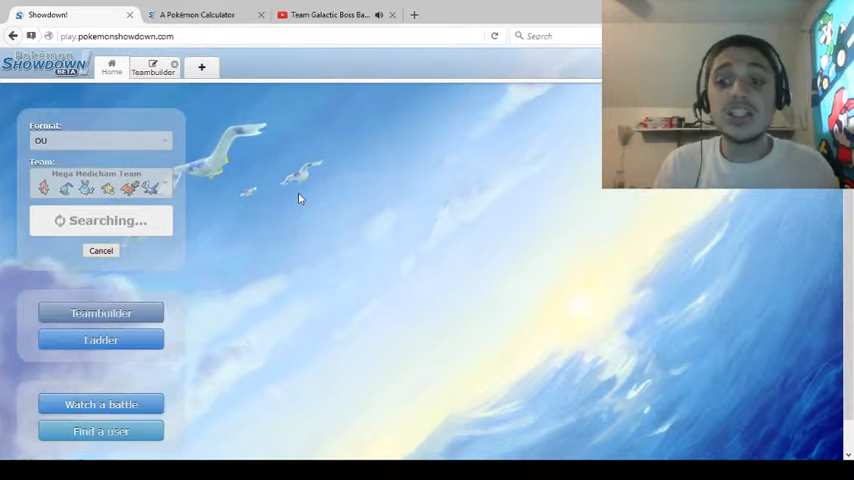 Showdown!
A Pokémon Calculator
Team Galactic Boss Ba...
play.pokemonshowdown.com
Search
Pokémon
SHOWDOWN
BETA
Home
Teambuilder
+
Format:
OU
Team:
Mega Medicham Team
Searching...
Cancel
Teambuilder
Ladder
Watch a battle
Find a user